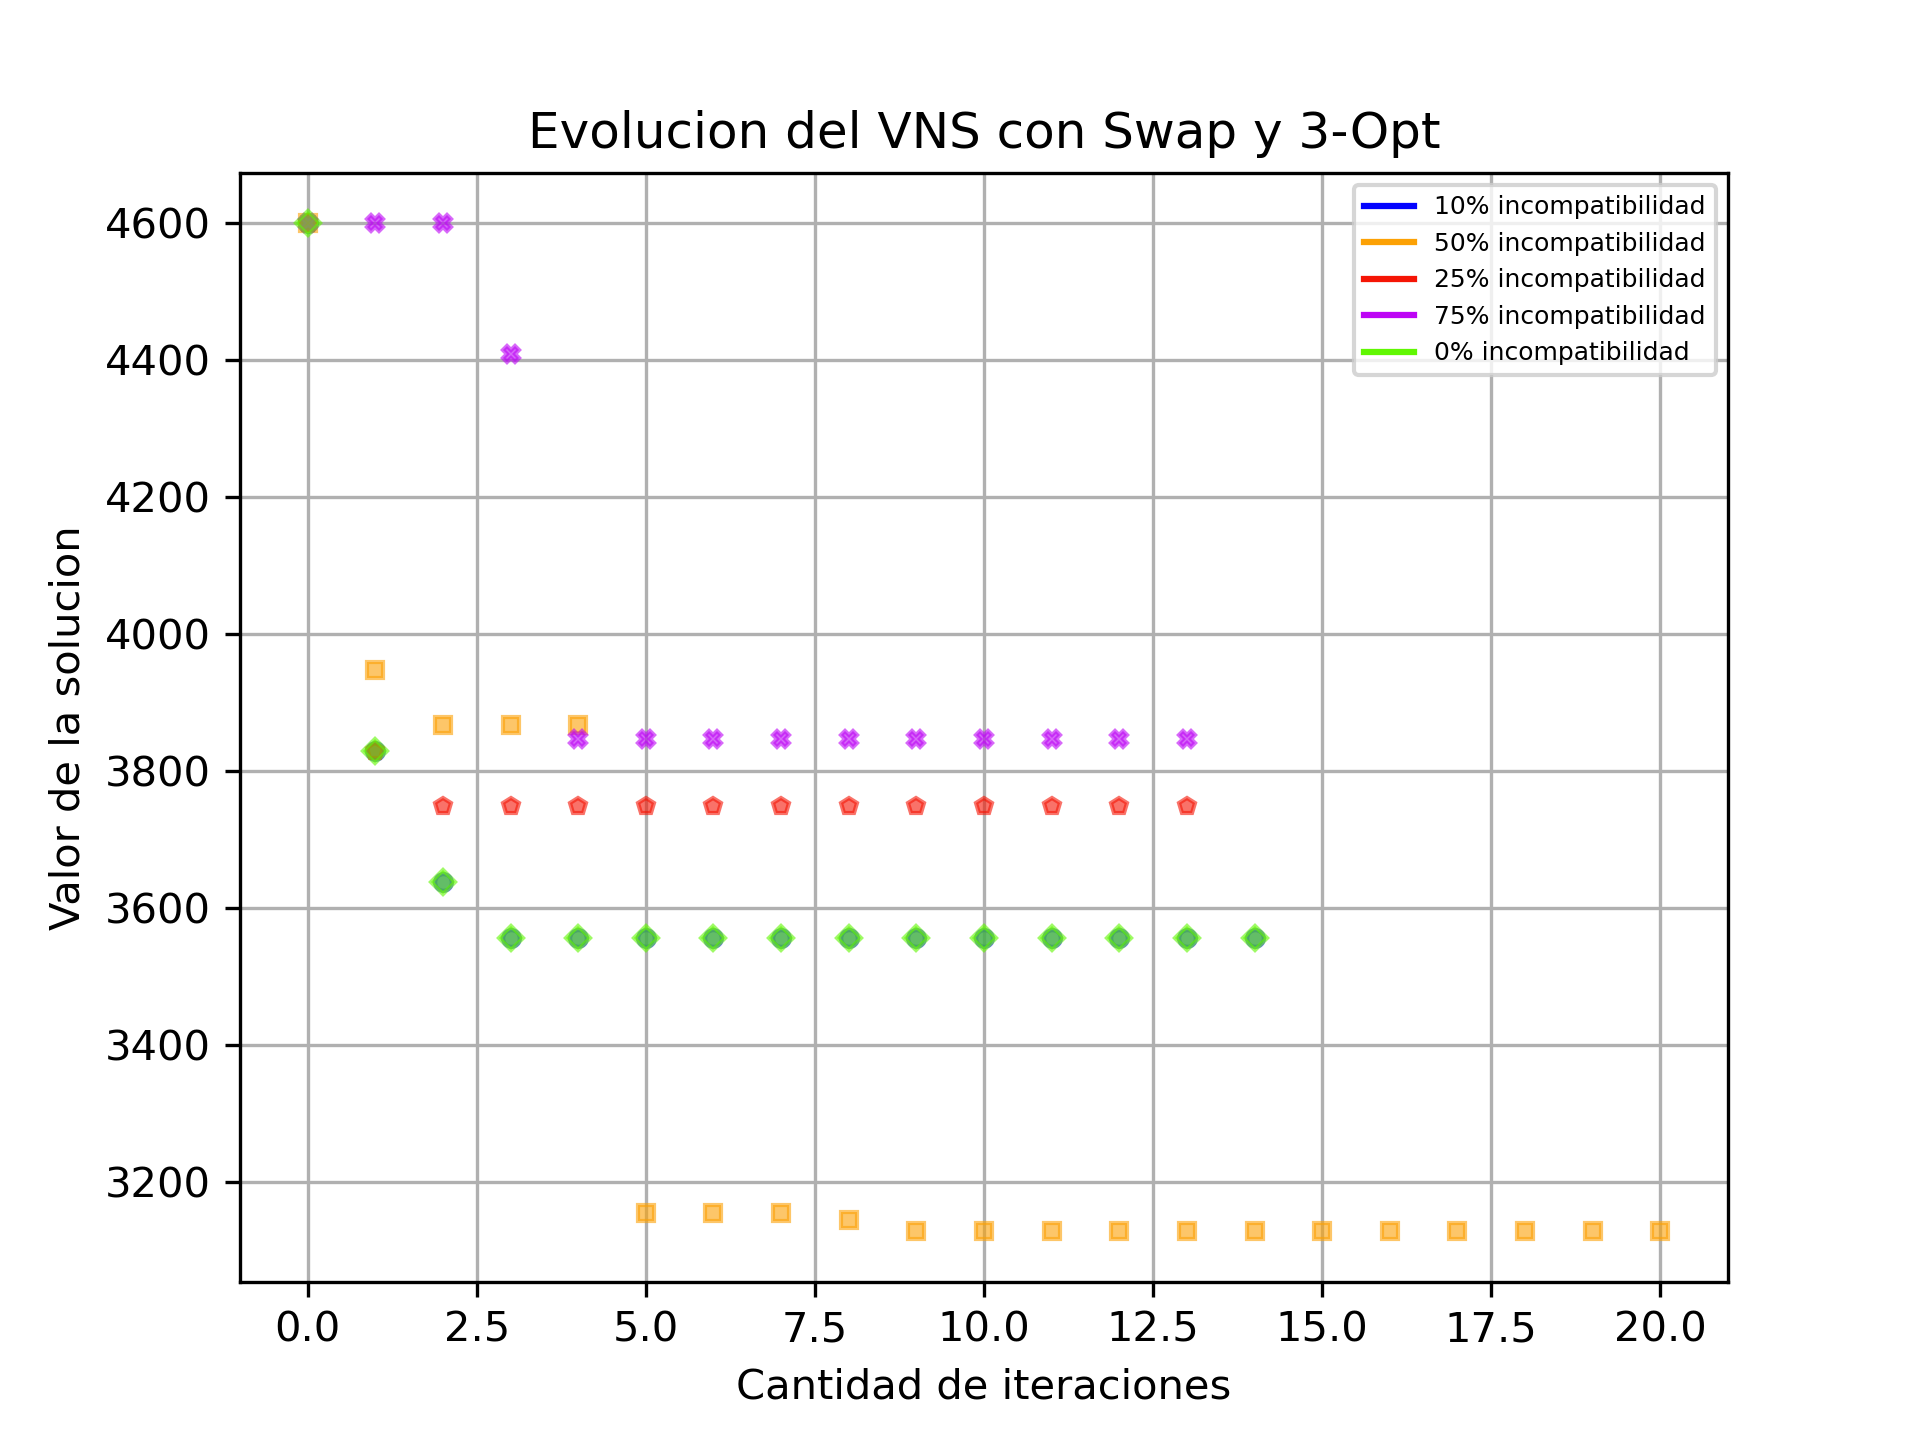 Evolucion del VNS con Swap y 3-Opt
10% incompatibilidad
50% incompatibilidad
25% incompatibilidad
75% incompatibilidad
0% incompatibilidad
Valor de la solucion
4600
4400
4200
4000
3800
3600
3400
3200
0.0 2.5 5.0 7.5 10.0 12.5 15.0 17.5 20.0
Cantidad de iteraciones